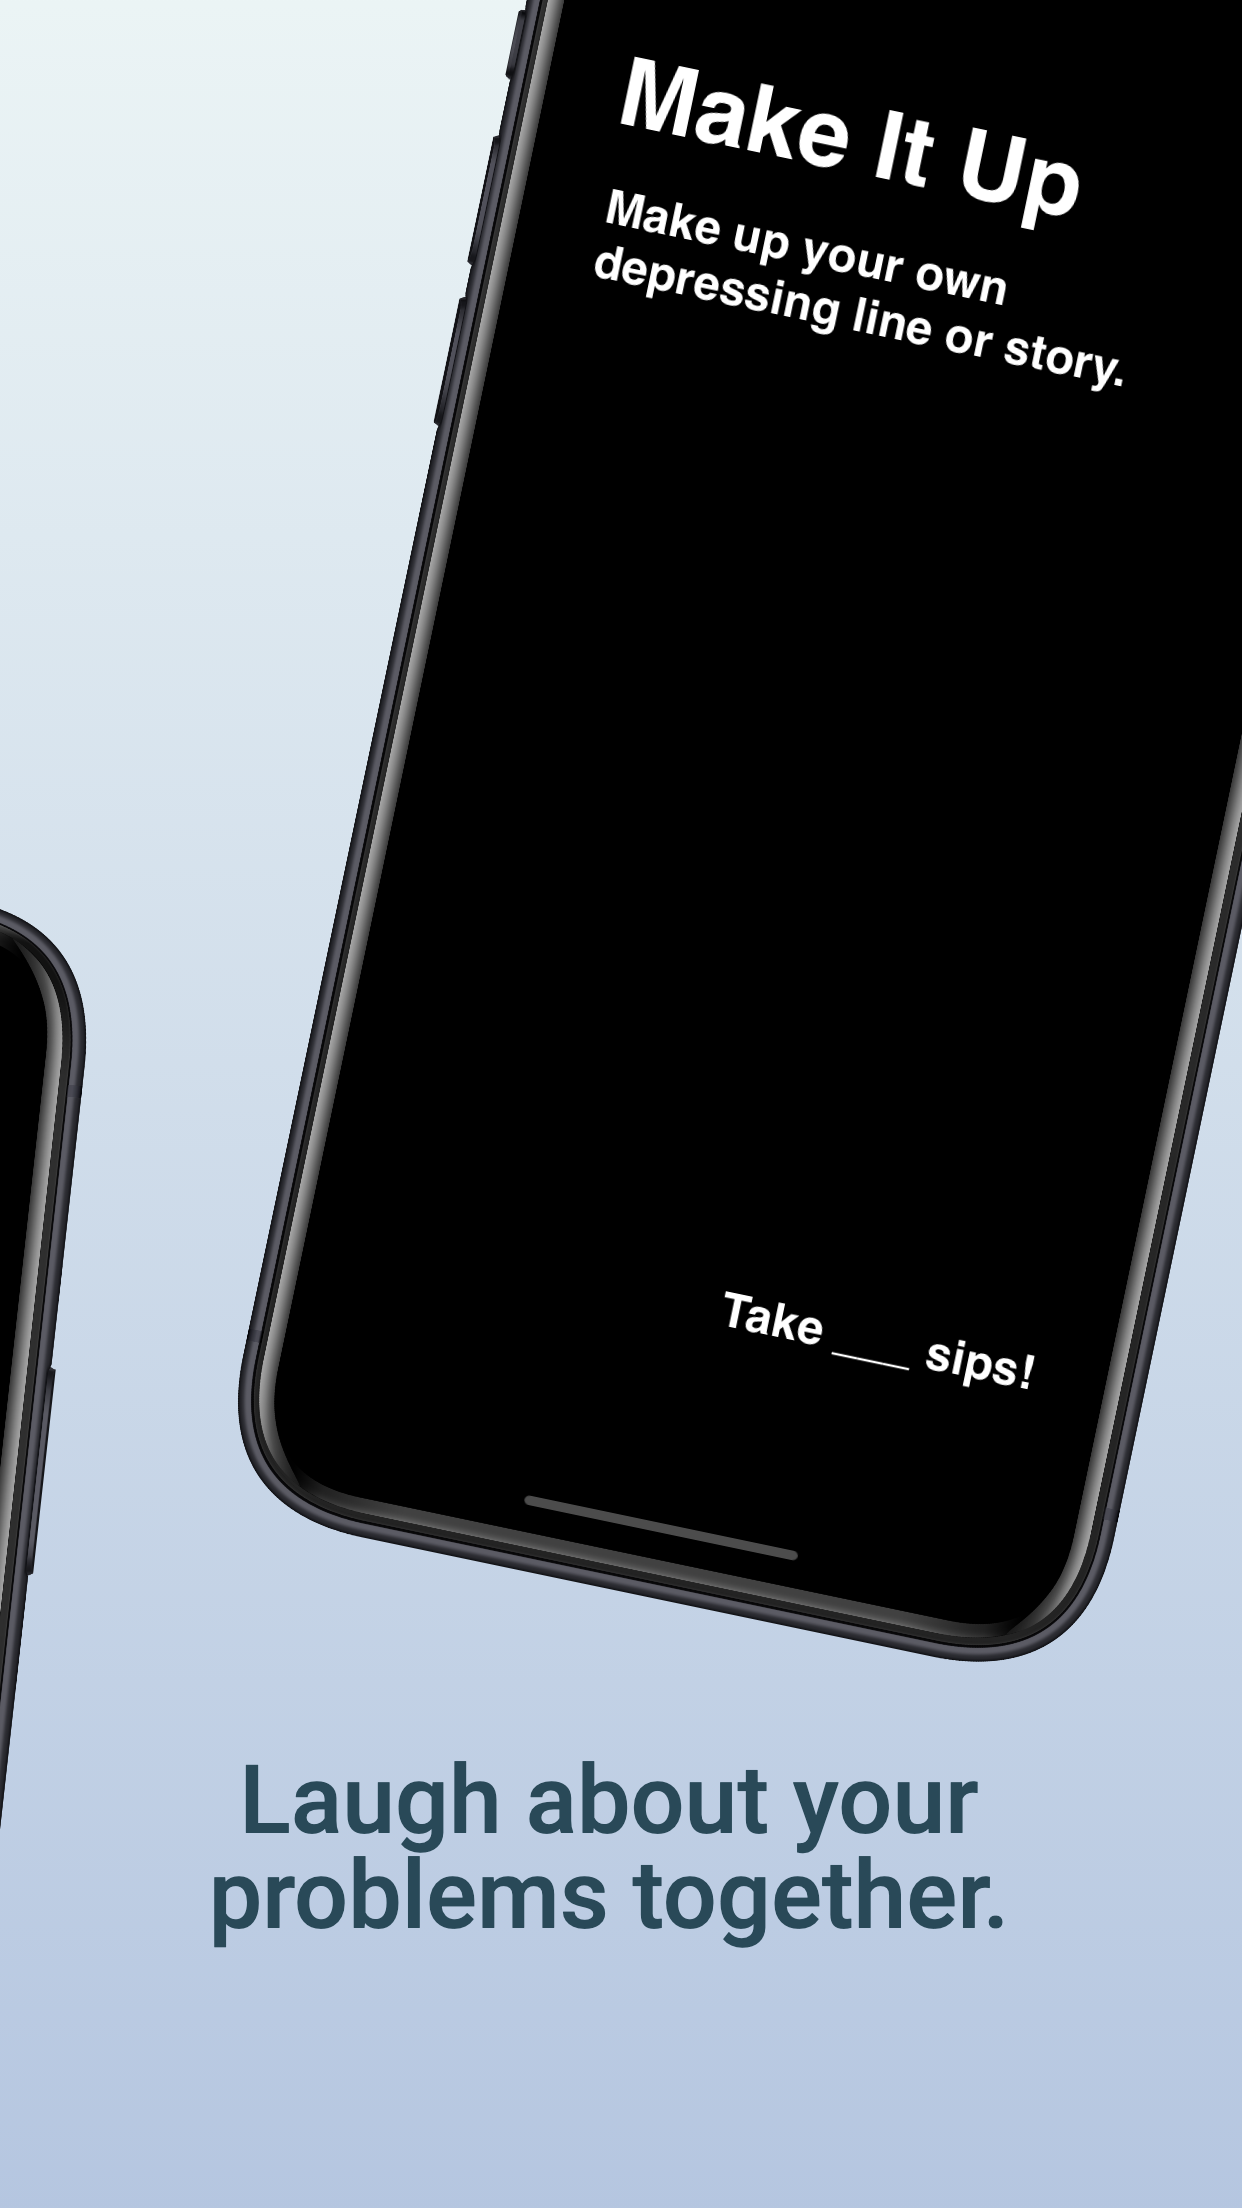 Make It Up
Make up your own
depressing line or story.
Take ___ sips!
Laugh about your
problems together.